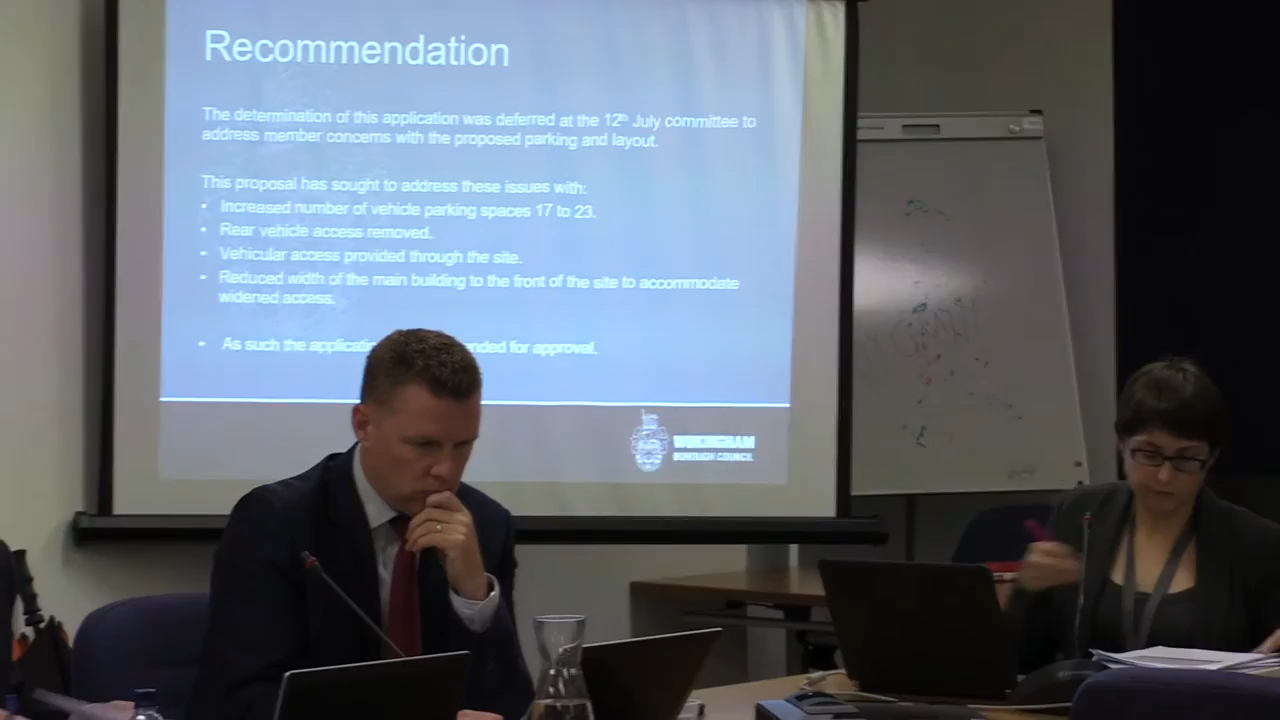 Recommendation
The determination of this application was deferred at the 12th July committee to
address member concerns with the proposed parking and layout.
This proposal has sought to address these issues with:
• Increased number of vehicle parking spaces 17 to 23.
• Rear vehicle access removed.
• Vehicular access provided through the site.
• Reduced width of the main building to the front of the site to accommodate
widened access.
• As such the for approval.
WOKINGHAM
BOROUGH COUNCIL